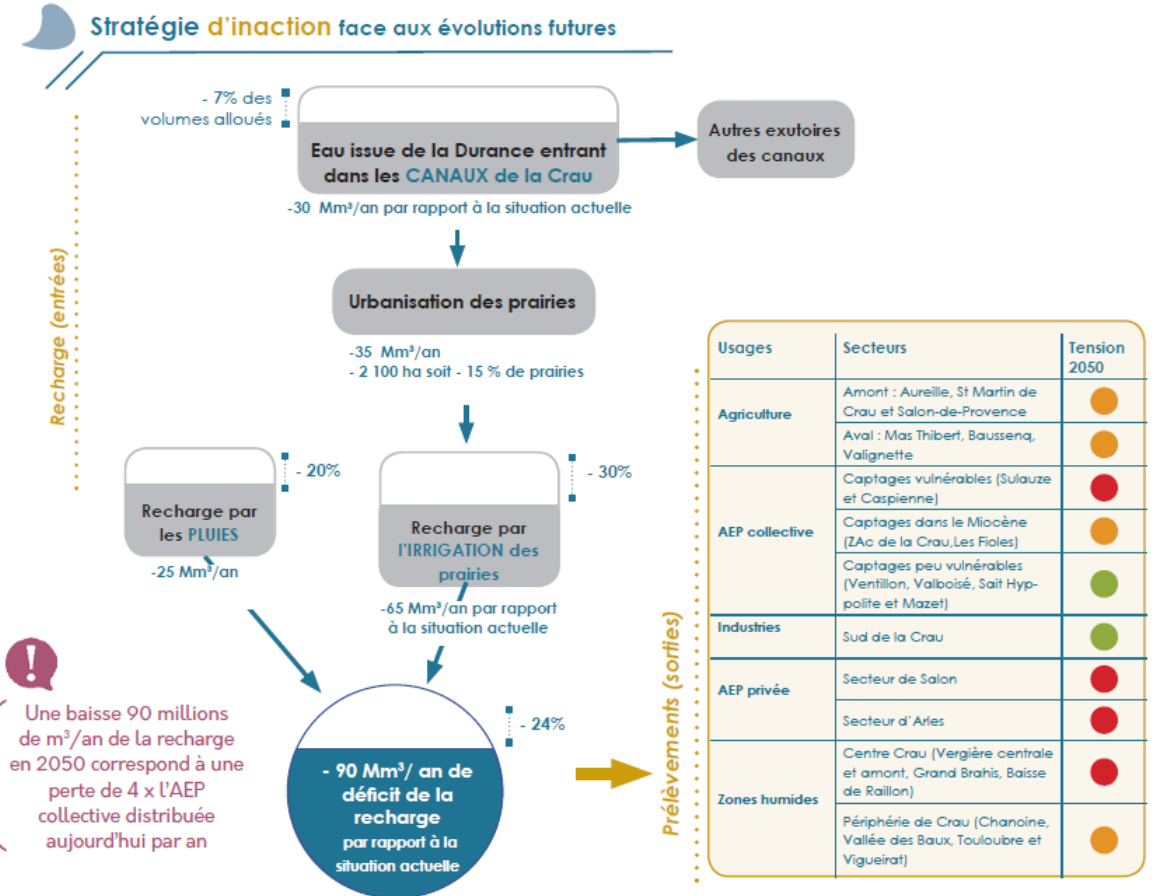 Stratégie d'inaction face aux évolutions futures
- 7% des
volumes alloués
Eau issue de la Durance entrant
dans les CANAUX de la Crau
Autres exutoires
des canaux
-30 Mm³/an par rapport à la situation actuelle
Recharge (entrées)
Urbanisation des prairies
-35 Mm³/an
- 2 100 ha soit - 15 % de prairies
- 20%
Recharge par
les PLUIES
-25 Mm³/an
- 30%
Recharge par
l'IRRIGATION des
prairies
-65 Mm³/an par rapport
à la situation actuelle
!
Une baisse 90 millions
de m³/an de la recharge
en 2050 correspond à une
perte de 4 x l'AEP
collective distribuée
aujourd'hui par an
- 24%
- 90 Mm³/ an de
déficit de la
recharge
par rapport à la
situation actuelle
Prélèvements (sorties)
Usages
Secteurs
Tension
2050
Agriculture
Amont : Aureille, St Martin de
Crau et Salon-de-Provence
Aval : Mas Thibert, Baussenq,
Valignette
AEP collective
Captages vulnérables (Sulauze
et Caspienne)
Captages dans le Miocène
(ZAc de la Crau,Les Fioles)
Captages peu vulnérables
(Ventillon, Valboisé, Sait Hyp-
polite et Mazet)
Industries
Sud de la Crau
AEP privée
Secteur de Salon
Secteur d'Arles
Zones humides
Centre Crau (Vergière centrale
et amont, Grand Brahis, Baisse
de Raillon)
Périphérie de Crau (Chanoine,
Vallée des Baux, Touloubre et
Vigueirat)